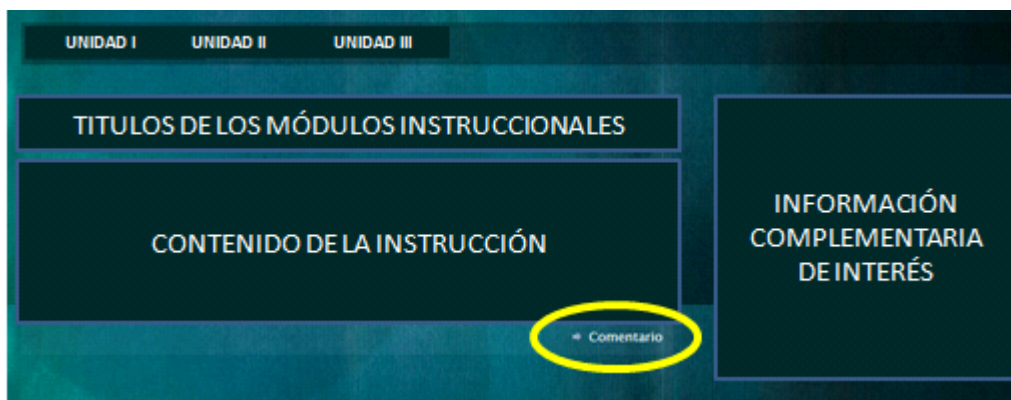 UNIDAD I UNIDAD II UNIDAD III
TITULOS DE LOS MÓDULOS INSTRUCCIONALES
CONTENIDO DE LA INSTRUCCIÓN
INFORMACIÓN
COMPLEMENTARIA
DE INTERÉS
Comentario